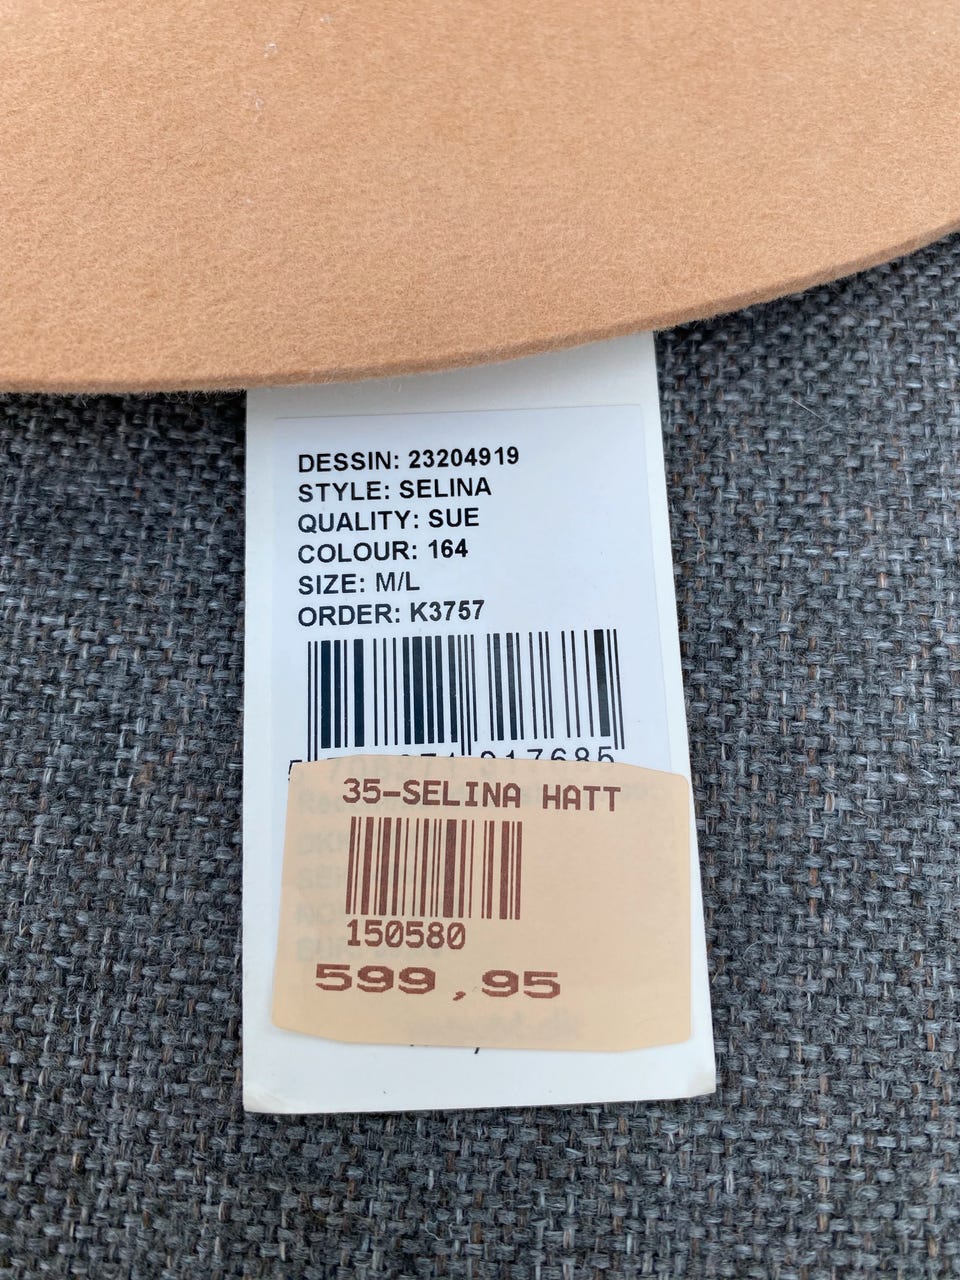 DESSIN: 23204919
STYLE: SELINA
QUALITY: SUE
COLOUR: 164
SIZE: M/L
ORDER: K3757
35-SELINA HATT
150580
599,95